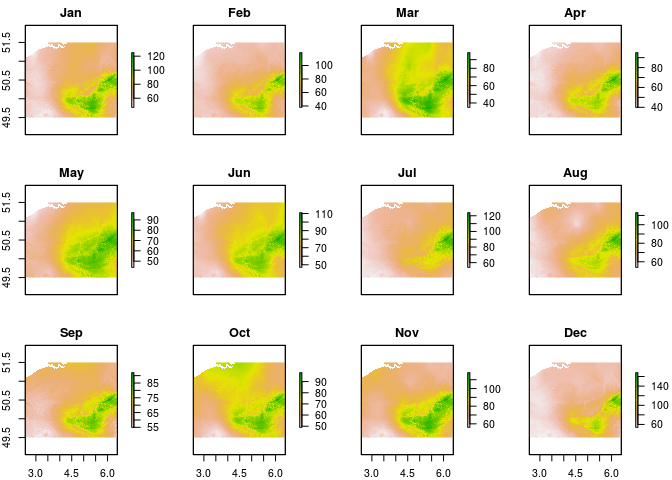 Jan Feb Mar Apr
51.5 50.5 49.5
120 100 80 60
100 80 60 40
80 60 40
80 60 40
May Jun Jul Aug
51.5 50.5 49.5
90 80 70 60 50
110 90 70 50
120 100 80 60
100 80 60
Sep Oct Nov Dec
51.5 50.5 49.5
85 75 65 55
90 80 70 60 50
100 80 60
140 100 60
3.0 4.5 6.0 3.0 4.5 6.0 3.0 4.5 6.0 3.0 4.5 6.0